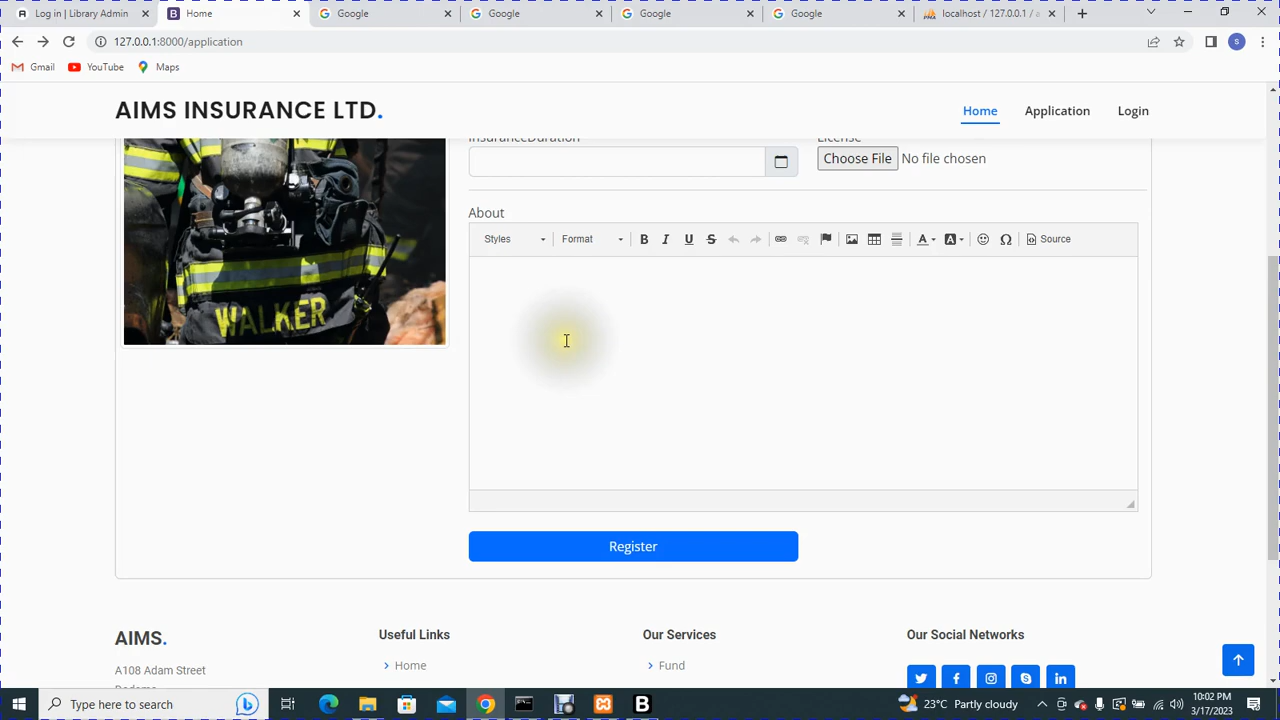 Log in | Library Admin
Home
Google
Google
Google
Google
localhost / 127.0.0.1 / a
127.0.0.1:8000/application
Gmail
YouTube
Maps
AIMS INSURANCE LTD.
Home
Application
Login
InsuranceDuration
License
Choose File
No file chosen
WALKER
About
Styles
Format
B
I
U
S
A
A
Source
Register
AIMS.
A108 Adam Street
Useful Links
Home
Our Services
Fund
Our Social Networks
Type here to search
23°C Partly cloudy
10:02 PM
3/17/2023